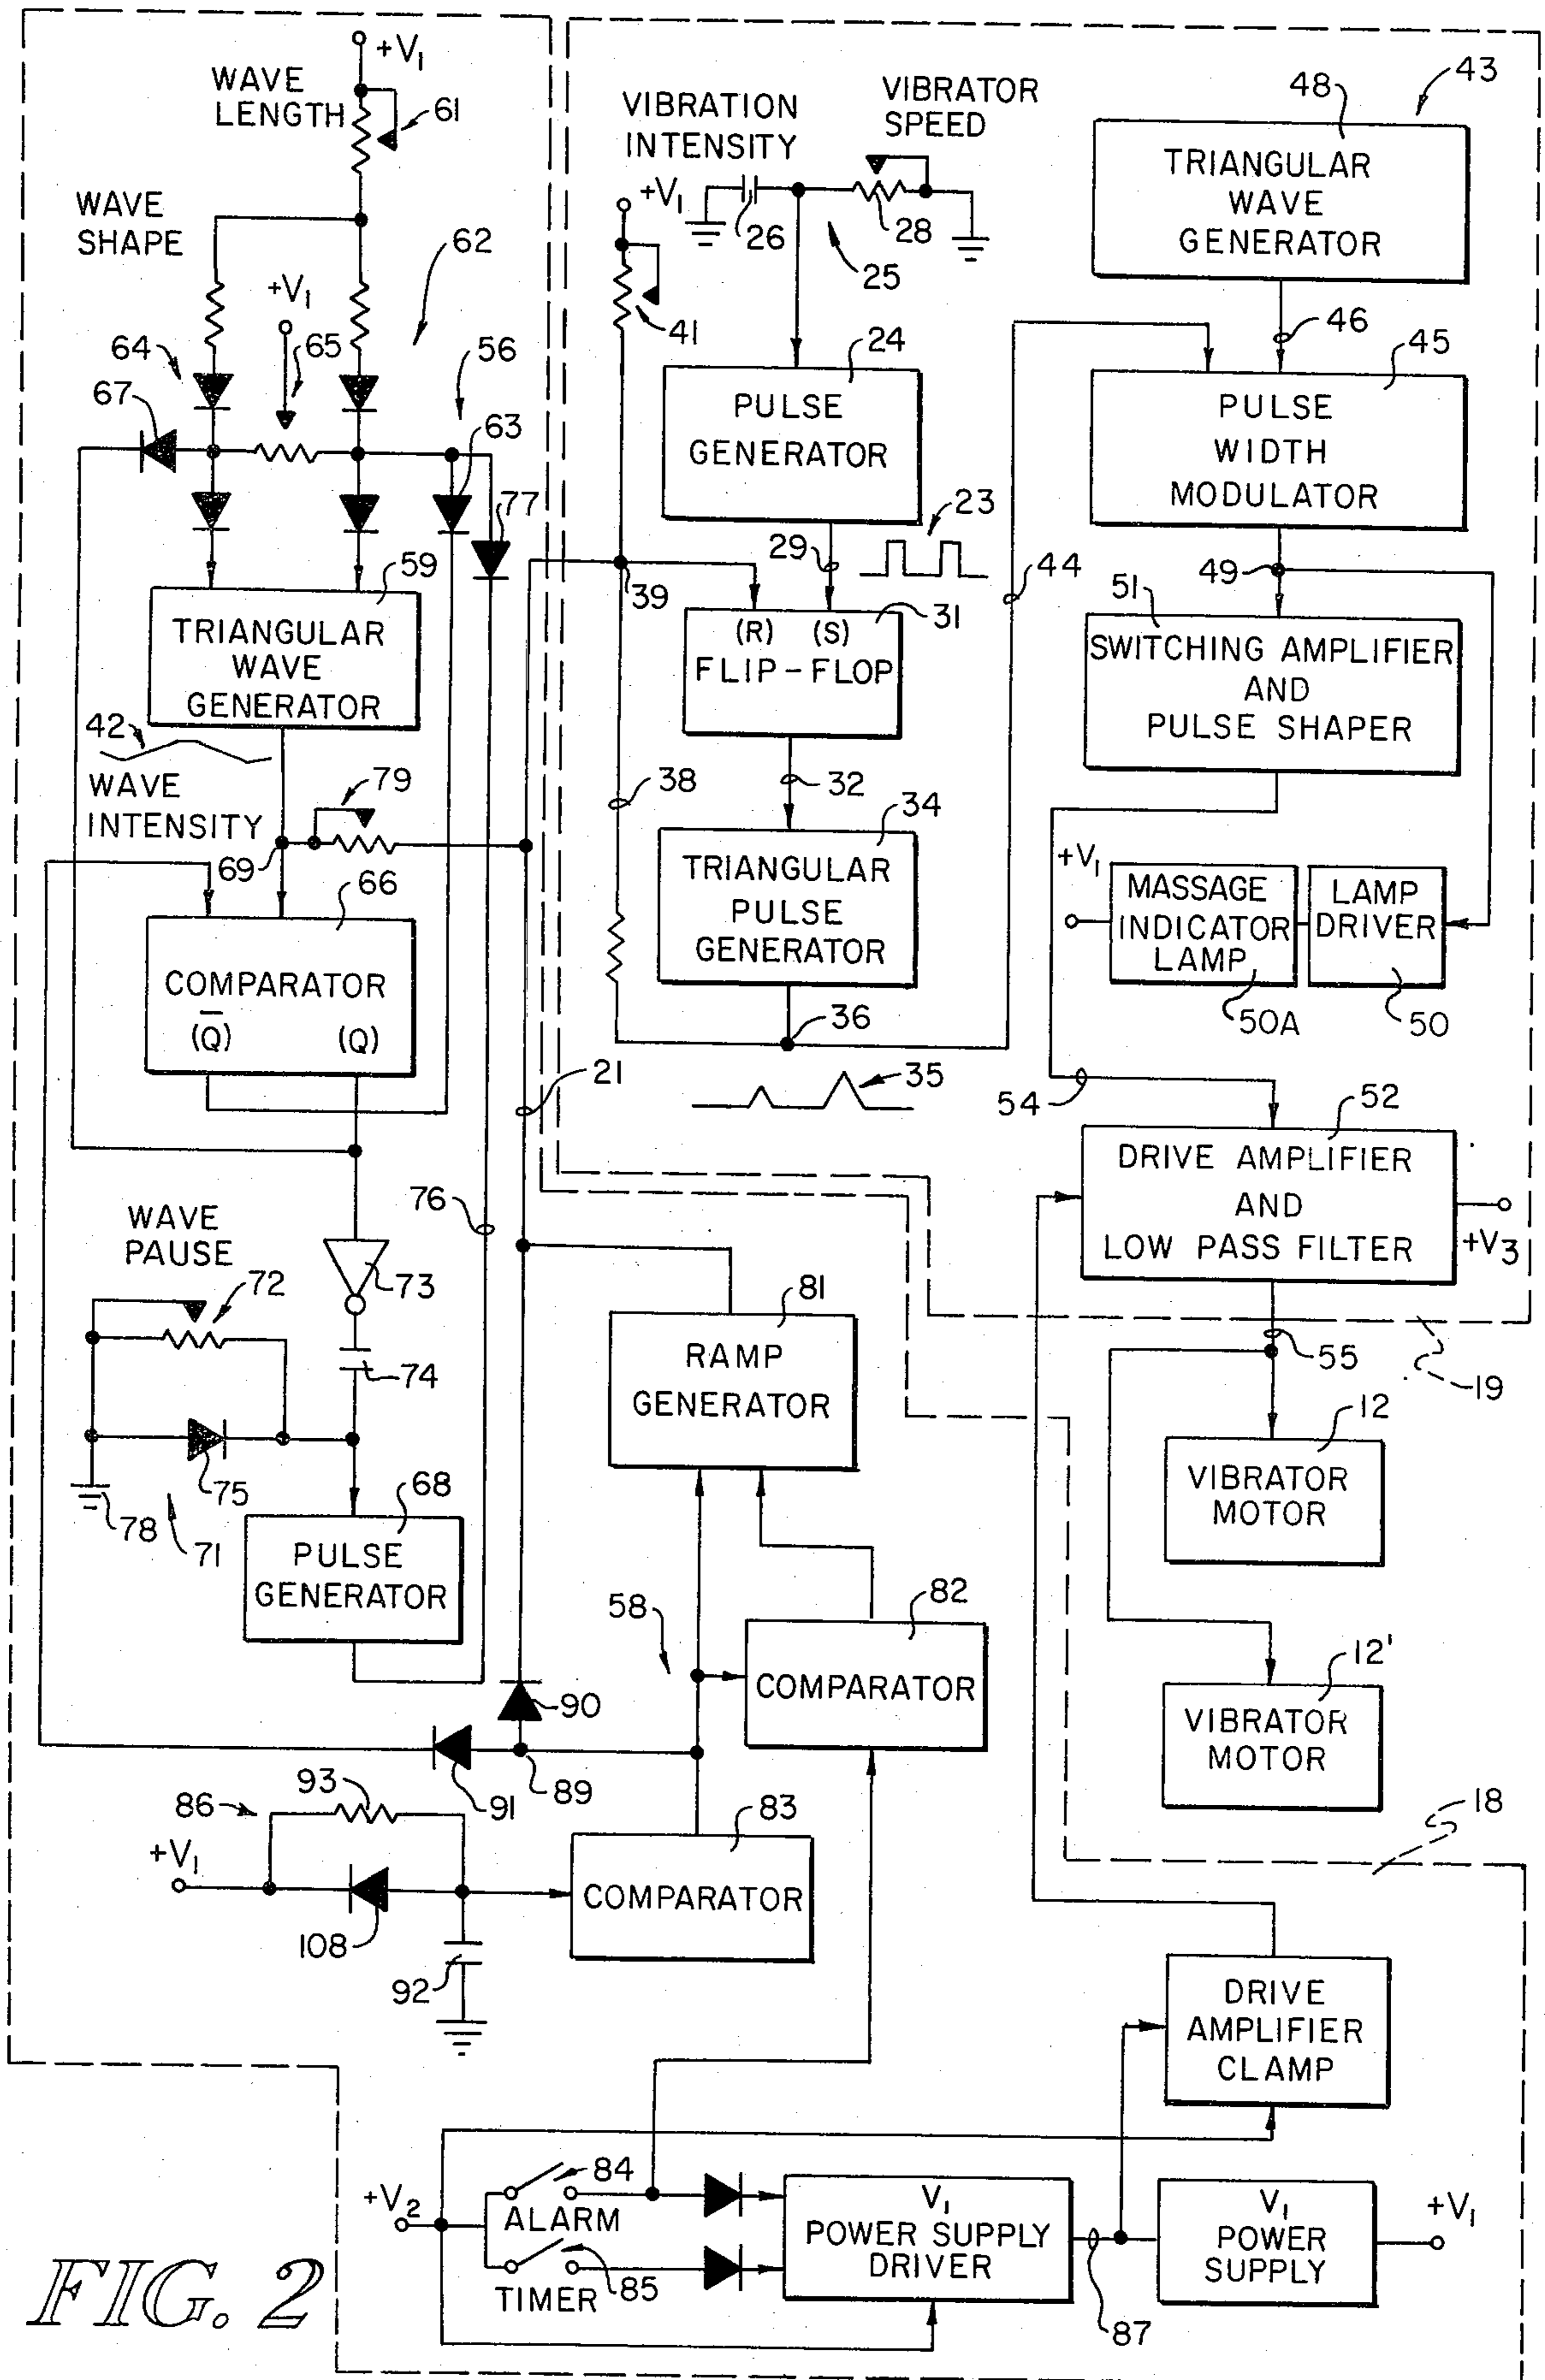 +V₁
WAVE
LENGTH
61
WAVE
SHAPE
62
+V₁
64
65
56
67
63
77
59
TRIANGULAR
WAVE
GENERATOR
42
WAVE
INTENSITY
79
69
66
COMPARATOR
(Q̅)
(Q)
21
76
WAVE
PAUSE
72
73
74
75
78
71
68
PULSE
GENERATOR
VIBRATION
INTENSITY
VIBRATOR
SPEED
+V₁
26
28
25
41
24
PULSE
GENERATOR
23
29
39
31
(R) (S)
FLIP-FLOP
38
32
34
TRIANGULAR
PULSE
GENERATOR
36
35
44
43
48
TRIANGULAR
WAVE
GENERATOR
46
45
PULSE
WIDTH
MODULATOR
49
51
SWITCHING AMPLIFIER
AND
PULSE SHAPER
+V₁
MASSAGE
INDICATOR
LAMP
LAMP
DRIVER
50A
50
54
52
DRIVE AMPLIFIER
AND
LOW PASS FILTER
+V₃
55
19
12
VIBRATOR
MOTOR
12'
VIBRATOR
MOTOR
18
81
RAMP
GENERATOR
58
82
COMPARATOR
90
91
89
86
93
83
+V₁
COMPARATOR
108
92
DRIVE
AMPLIFIER
CLAMP
+V₂
84
ALARM
85
TIMER
V₁
POWER SUPPLY
DRIVER
87
V₁
POWER
SUPPLY
+V₁
FIG. 2